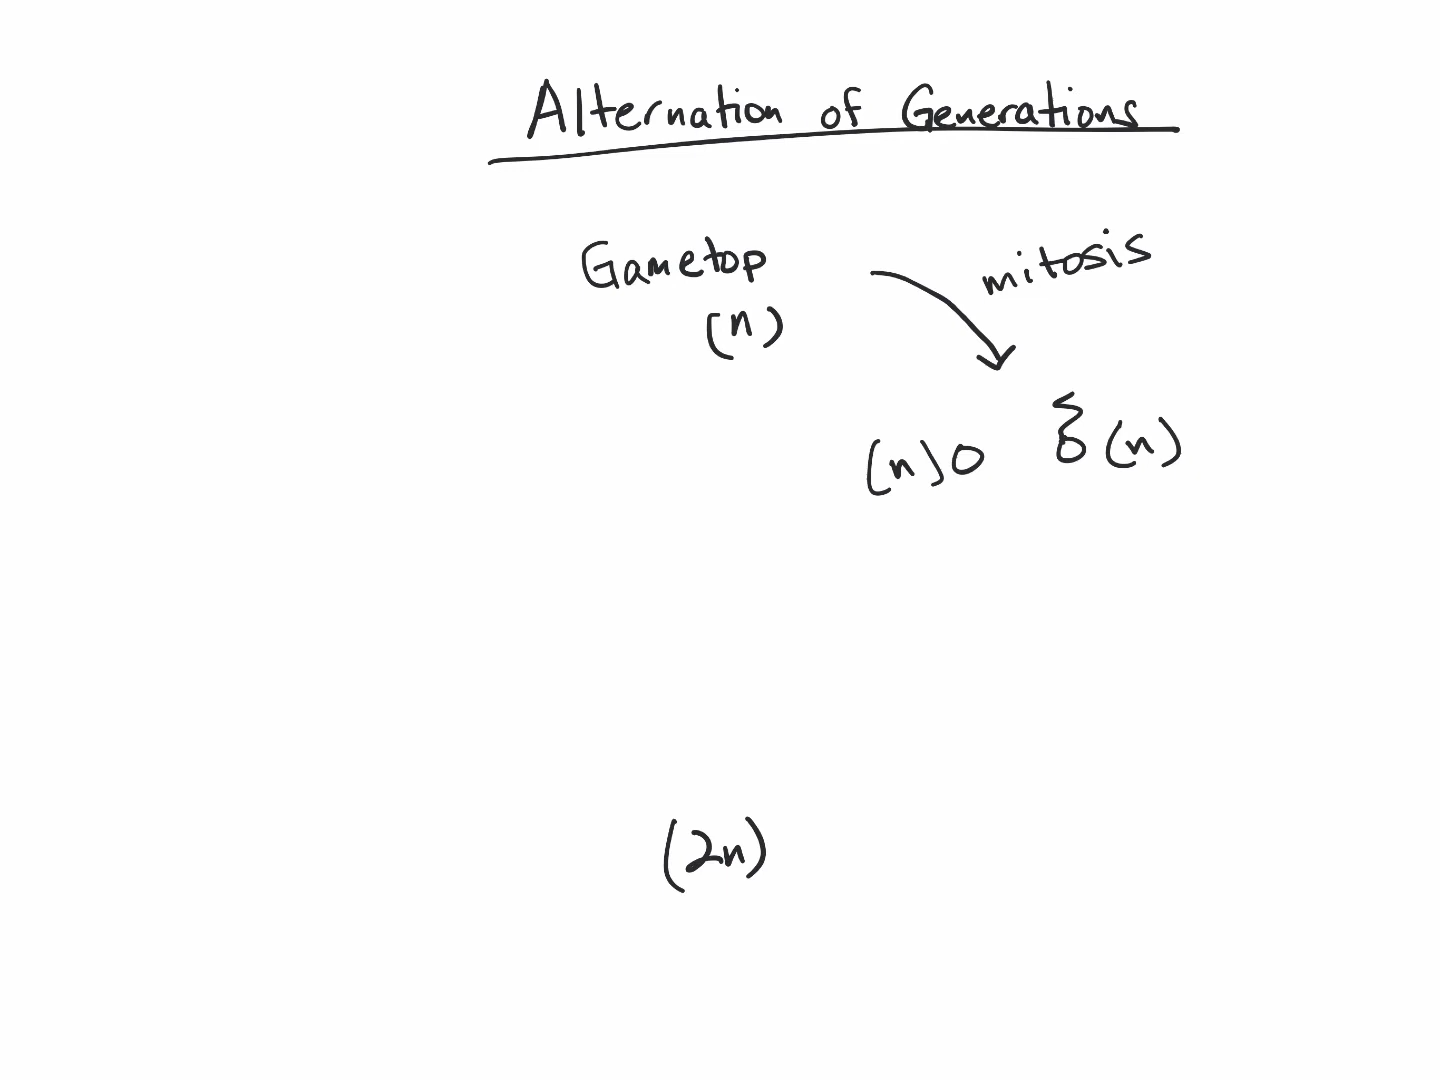 Alternation of Generations
Gametop
(n)
mitosis
(n)
(n)
(2n)